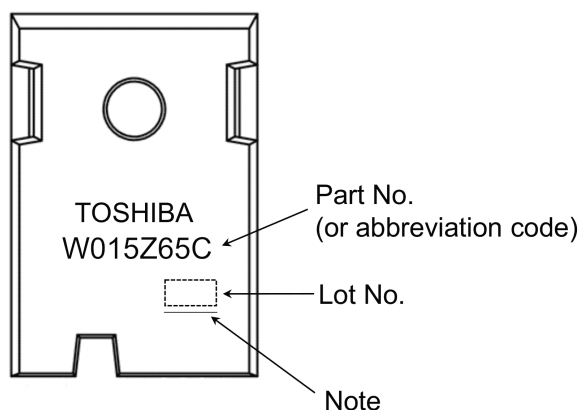 TOSHIBA
W015Z65C
Part No.
(or abbreviation code)
Lot No.
Note